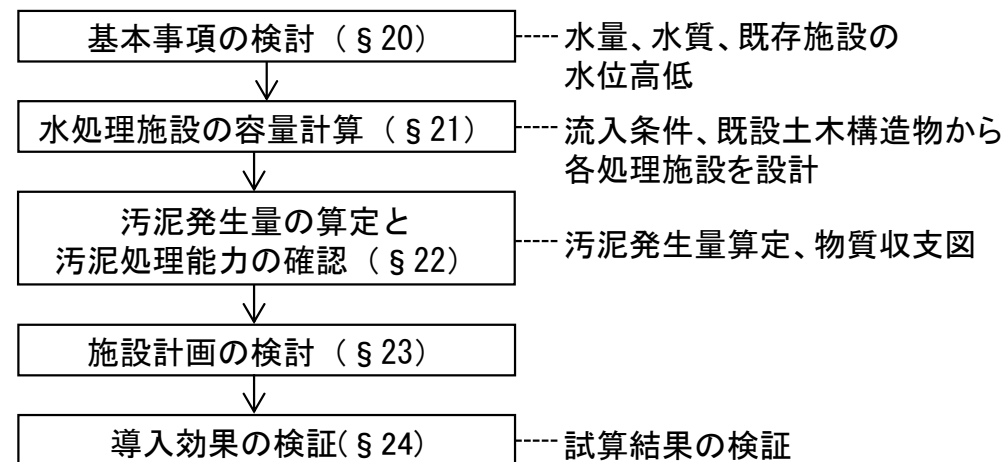 基本事項の検討（§20）
水量、水質、既存施設の
水位高低
水処理施設の容量計算（§21）
流入条件、既設土木構造物から
各処理施設を設計
汚泥発生量の算定と
汚泥処理能力の確認（§22）
汚泥発生量算定、物質収支図
施設計画の検討（§23）
導入効果の検証(§24)
試算結果の検証